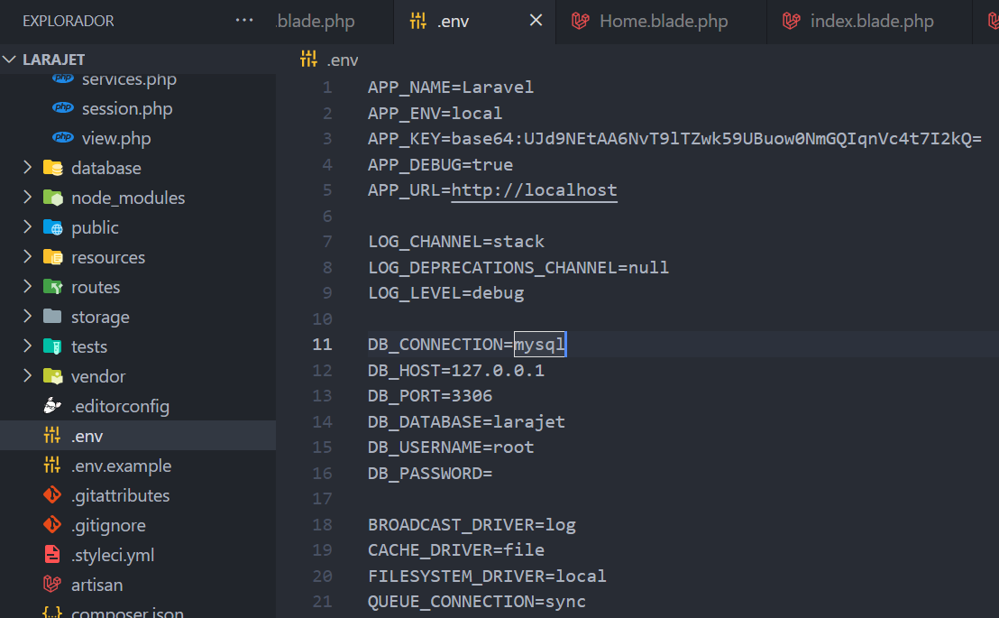 EXPLORADOR
.blade.php
.env
Home.blade.php
index.blade.php
LARAJET
services.php
session.php
view.php
database
node_modules
public
resources
routes
storage
tests
vendor
.editorconfig
.env
.env.example
.gitattributes
.gitignore
.styleci.yml
artisan
composer.json
.env
1 APP_NAME=Laravel
2 APP_ENV=local
3 APP_KEY=base64:UJd9NEtAA6NvT9lTZwk59UBuow0NmGQIqnVc4t7I2kQ=
4 APP_DEBUG=true
5 APP_URL=http://localhost
6
7 LOG_CHANNEL=stack
8 LOG_DEPRECATIONS_CHANNEL=null
9 LOG_LEVEL=debug
10
11 DB_CONNECTION=mysql
12 DB_HOST=127.0.0.1
13 DB_PORT=3306
14 DB_DATABASE=larajet
15 DB_USERNAME=root
16 DB_PASSWORD=
17
18 BROADCAST_DRIVER=log
19 CACHE_DRIVER=file
20 FILESYSTEM_DRIVER=local
21 QUEUE_CONNECTION=sync